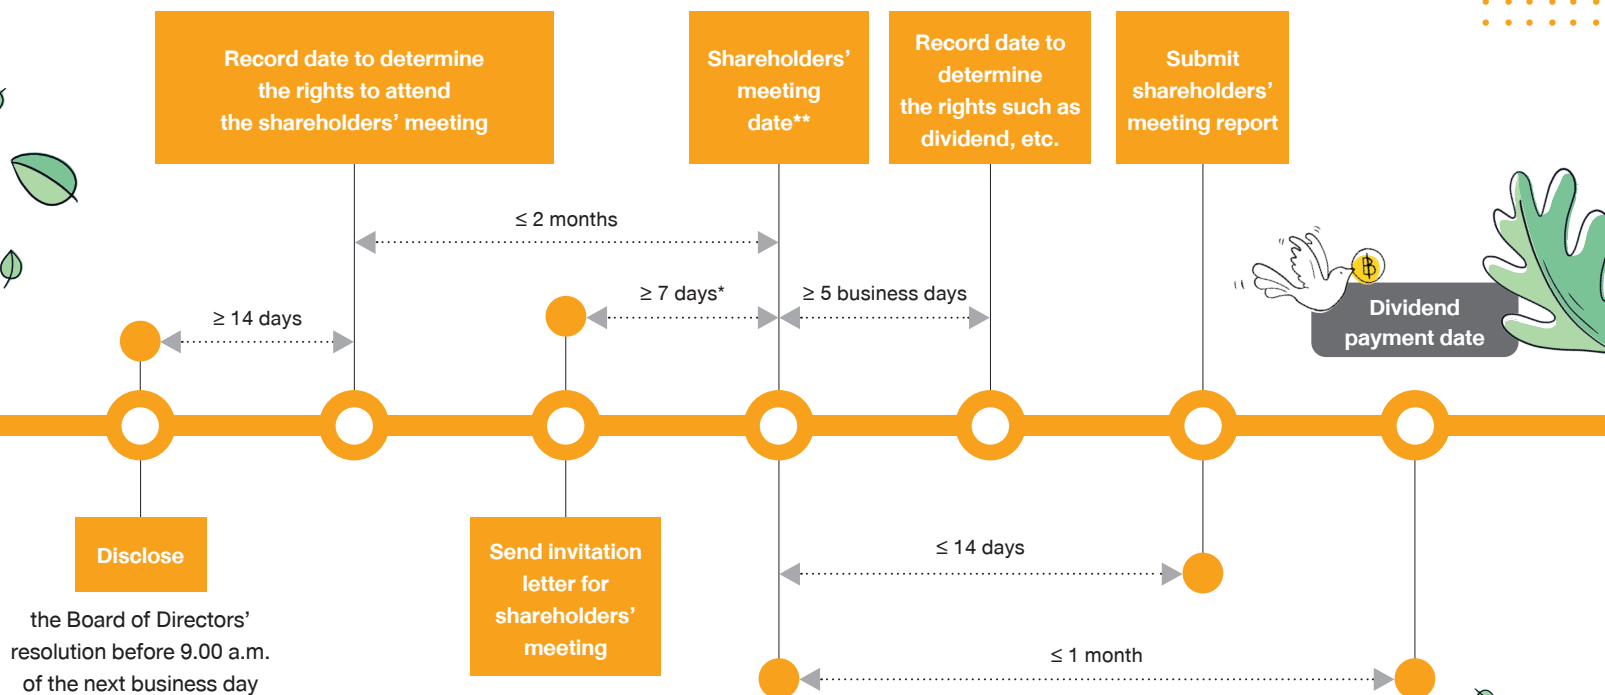 Record date to determine
the rights to attend
the shareholders’ meeting
Shareholders’
meeting
date**
Record date to
determine
the rights such as
dividend, etc.
Submit
shareholders’
meeting report
≤ 2 months
≥ 14 days
≥ 7 days*
≥ 5 business days
฿
Dividend
payment date
Disclose
the Board of Directors’
resolution before 9.00 a.m.
of the next business day
Send invitation
letter for
shareholders’
meeting
≤ 14 days
≤ 1 month